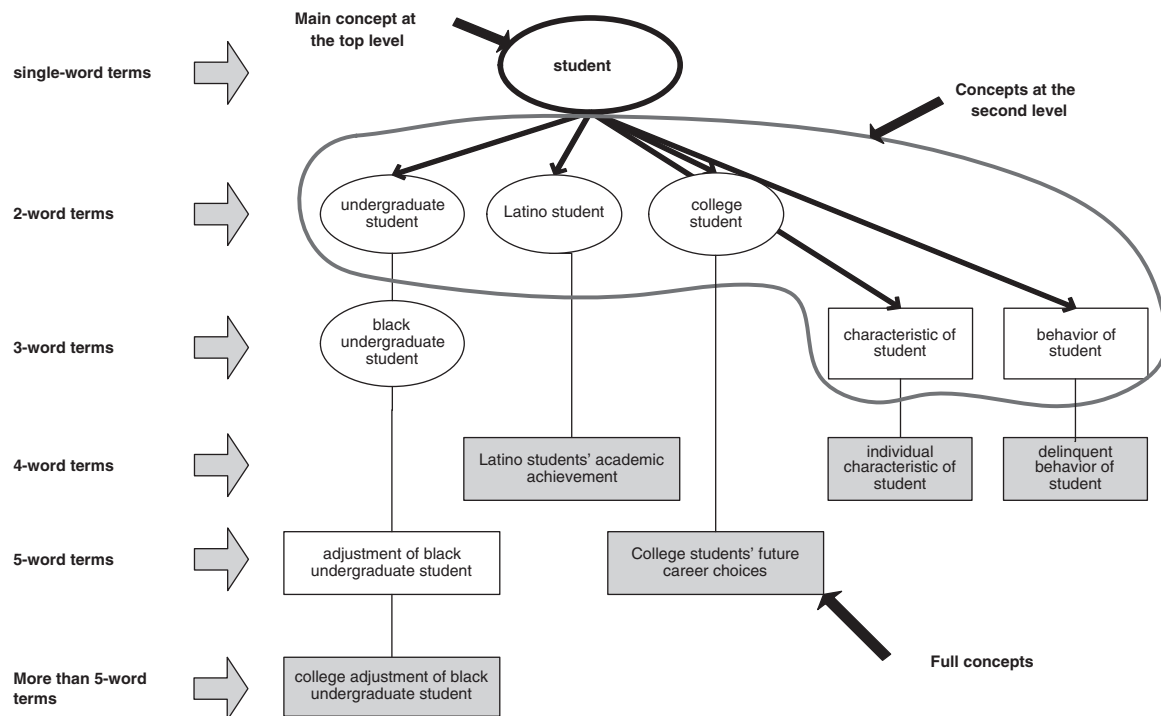 Main concept at
the top level
single-word terms
student
Concepts at the
second level
2-word terms
undergraduate
student
Latino student
college
student
3-word terms
black
undergraduate
student
characteristic of
student
behavior of
student
4-word terms
Latino students’ academic
achievement
individual
characteristic of
student
delinquent
behavior of
student
5-word terms
adjustment of black
undergraduate student
College students’ future
career choices
Full concepts
More than 5-word
terms
college adjustment of black
undergraduate student